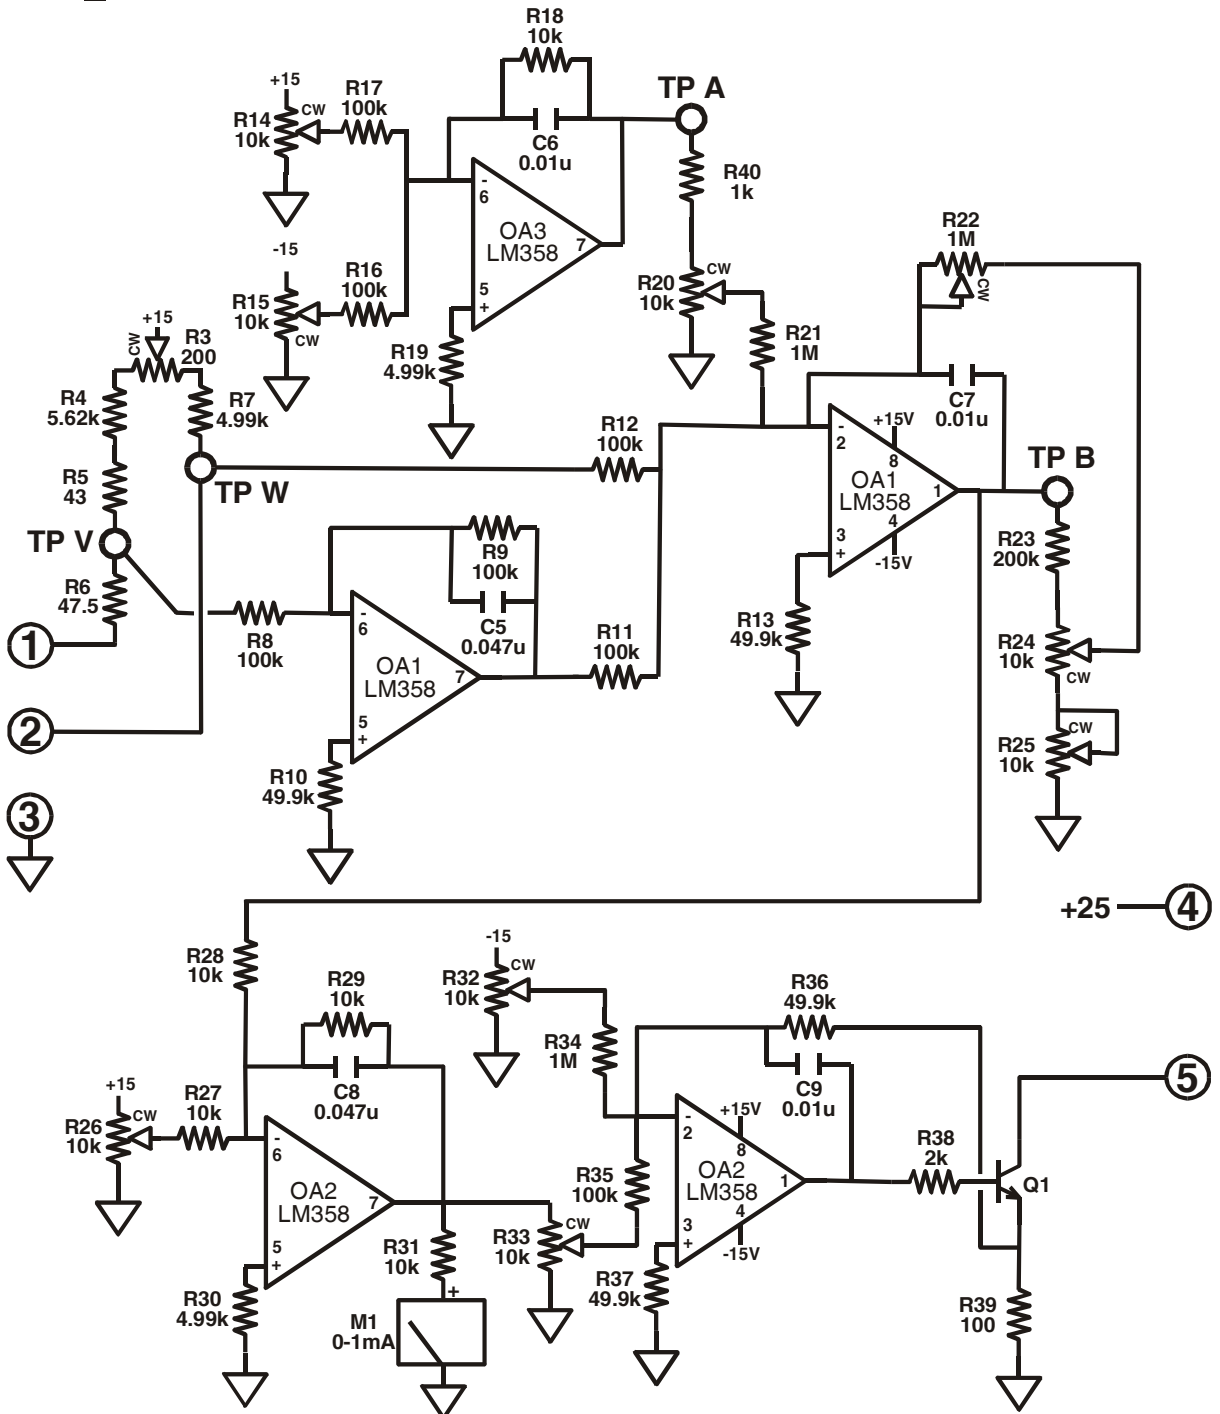 R18
10k
C6
0.01u
TP A
+15
R14
10k
CW
R17
100k
-
6
OA3
LM358
7
5
+
-15
R15
10k
CW
R16
100k
R19
4.99k
R40
1k
R20
10k
CW
R21
1M
R22
1M
CW
C7
0.01u
+15
CW
R3
200
R4
5.62k
R7
4.99k
R5
43
TP W
TP V
R6
47.5
1
2
3
R12
100k
R8
100k
R9
100k
C5
0.047u
-
6
OA1
LM358
7
5
+
R10
49.9k
R11
100k
-
2
+15V
8
OA1
LM358
1
4
-15V
3
+
R13
49.9k
TP B
R23
200k
R24
10k
CW
R25
10k
CW
+25
4
R28
10k
R29
10k
C8
0.047u
+15
R26
10k
CW
R27
10k
-
6
OA2
LM358
7
5
+
R30
4.99k
R31
10k
+
M1
0-1mA
-15
R32
10k
CW
R34
1M
R33
10k
CW
R35
100k
R36
49.9k
C9
0.01u
-
2
+15V
8
OA2
LM358
1
4
-15V
3
+
R37
49.9k
R38
2k
Q1
R39
100
5